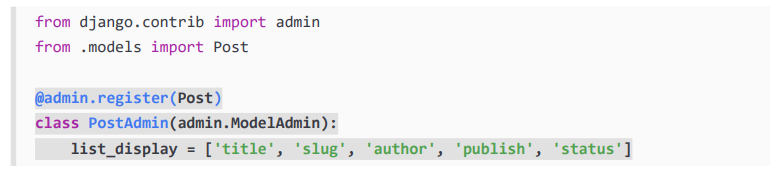 from django.contrib import admin
from .models import Post
@admin.register(Post)
class PostAdmin(admin.ModelAdmin):
    list_display = ['title', 'slug', 'author', 'publish', 'status']